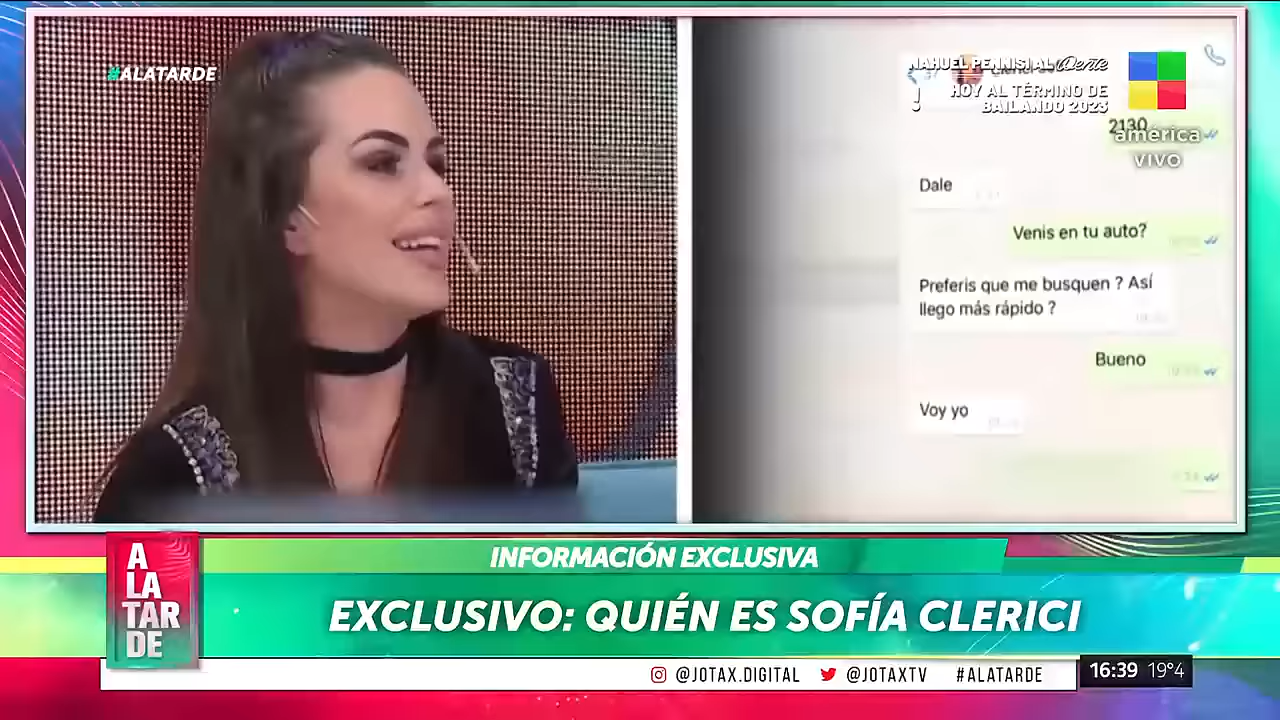 #ALATARDE
NAHUEL PENNISI AL
HOY AL TÉRMINO DE
BAILANDO 2023
américa
VIVO
2130
Dale
Venis en tu auto?
Preferis que me busquen ? Así
llego más rápido ?
Bueno
Voy yo
A
LA
TAR
DE
INFORMACIÓN EXCLUSIVA
EXCLUSIVO: QUIÉN ES SOFÍA CLERICI
@JOTAX.DIGITAL @JOTAXTV #ALATARDE
16:39 19°4